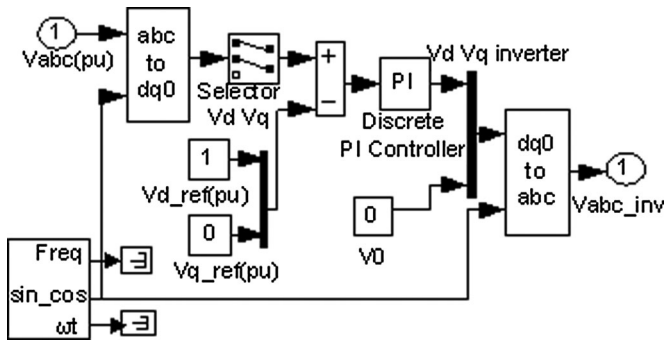 1
Vabc(pu)
abc
to
dq0
Selector
Vd Vq
+
−
PI
Discrete
PI Controller
Vd Vq inverter
1
Vd_ref(pu)
0
Vq_ref(pu)
0
V0
dq0
to
abc
1
Vabc_inv
Freq
sin_cos
ωt